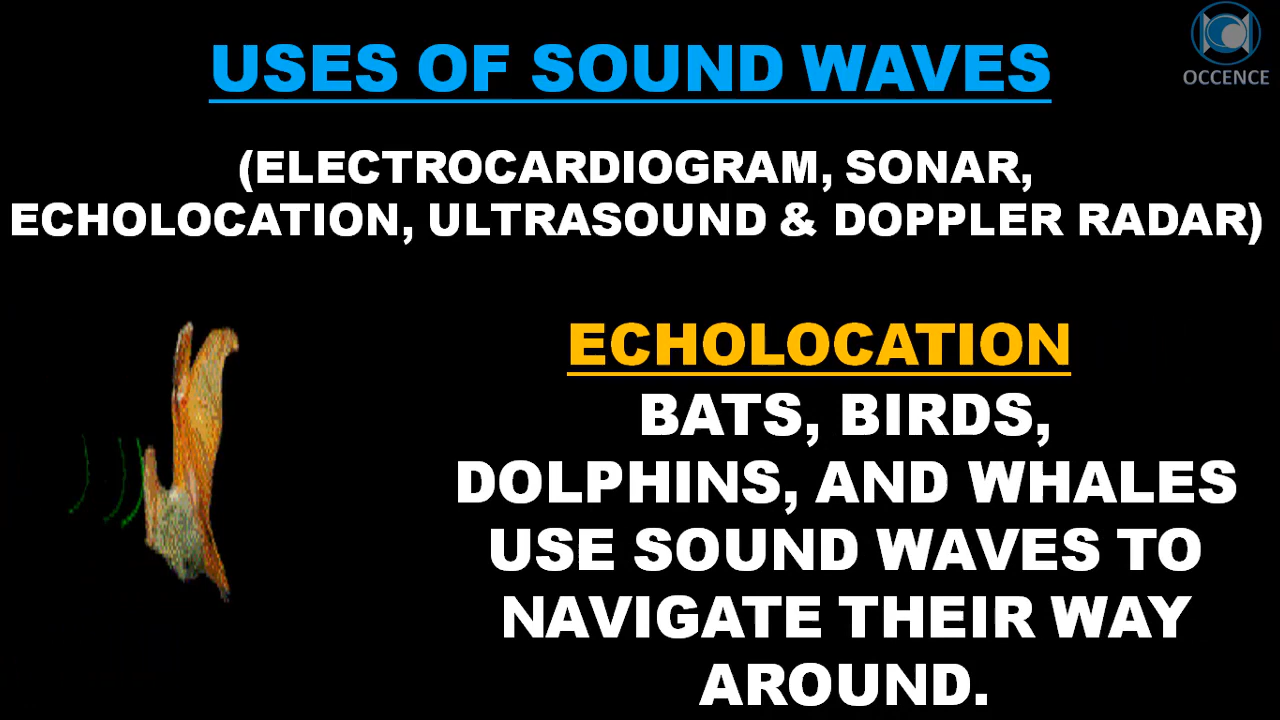 USES OF SOUND WAVES
OCCENCE
(ELECTROCARDIOGRAM, SONAR,
ECHOLOCATION, ULTRASOUND & DOPPLER RADAR)
ECHOLOCATION
BATS, BIRDS,
DOLPHINS, AND WHALES
USE SOUND WAVES TO
NAVIGATE THEIR WAY
AROUND.